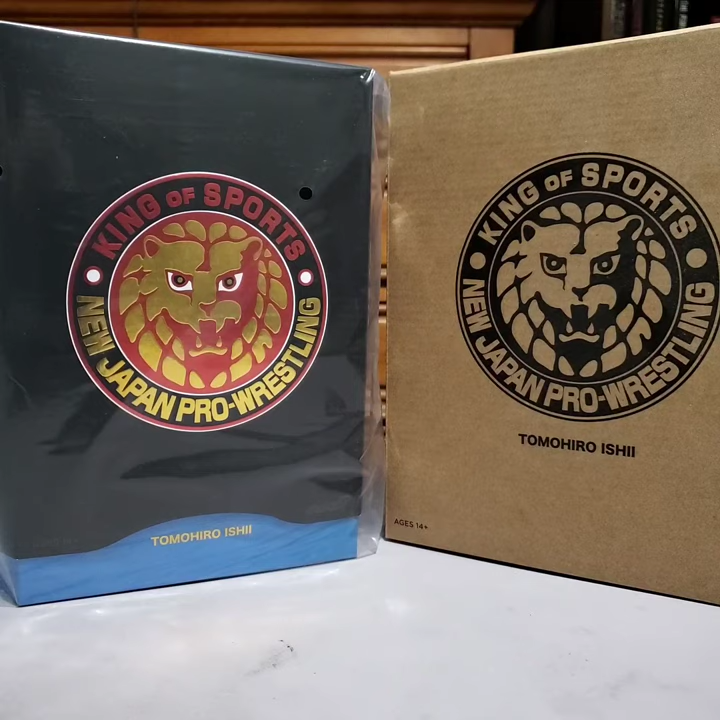 KING OF SPORTS
NEW JAPAN PRO-WRESTLING
TOMOHIRO ISHII
KING OF SPORTS
NEW JAPAN PRO-WRESTLING
TOMOHIRO ISHII
AGES 14+